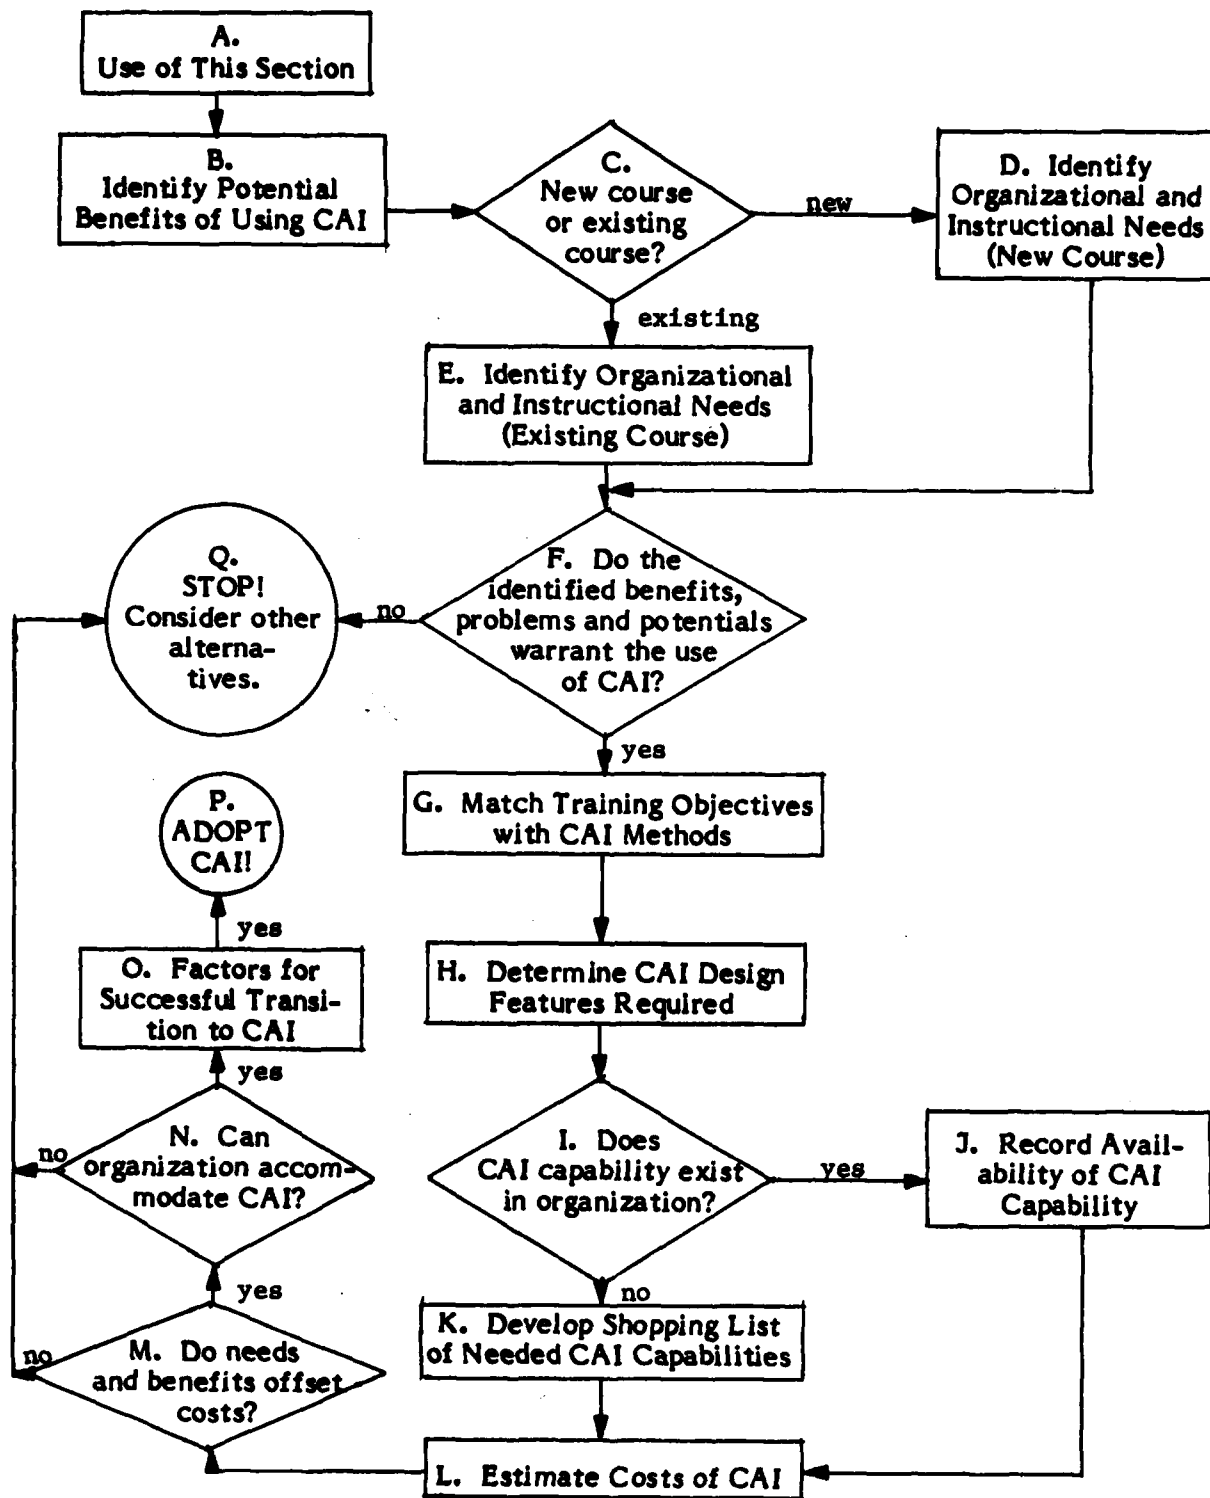 A.
Use of This Section
B.
Identify Potential
Benefits of Using CAI
C.
New course
or existing
course?
new
D. Identify
Organizational and
Instructional Needs
(New Course)
existing
E. Identify Organizational
and Instructional Needs
(Existing Course)
F. Do the
identified benefits,
problems and potentials
warrant the use
of CAI?
no
Q.
STOP!
Consider other
alterna-
tives.
yes
G. Match Training Objectives
with CAI Methods
H. Determine CAI Design
Features Required
I. Does
CAI capability exist
in organization?
yes
J. Record Avail-
ability of CAI
Capability
no
K. Develop Shopping List
of Needed CAI Capabilities
L. Estimate Costs of CAI
M. Do needs
and benefits offset
costs?
no
yes
N. Can
organization accom-
modate CAI?
no
yes
O. Factors for
Successful Transi-
tion to CAI
yes
P.
ADOPT
CAI!